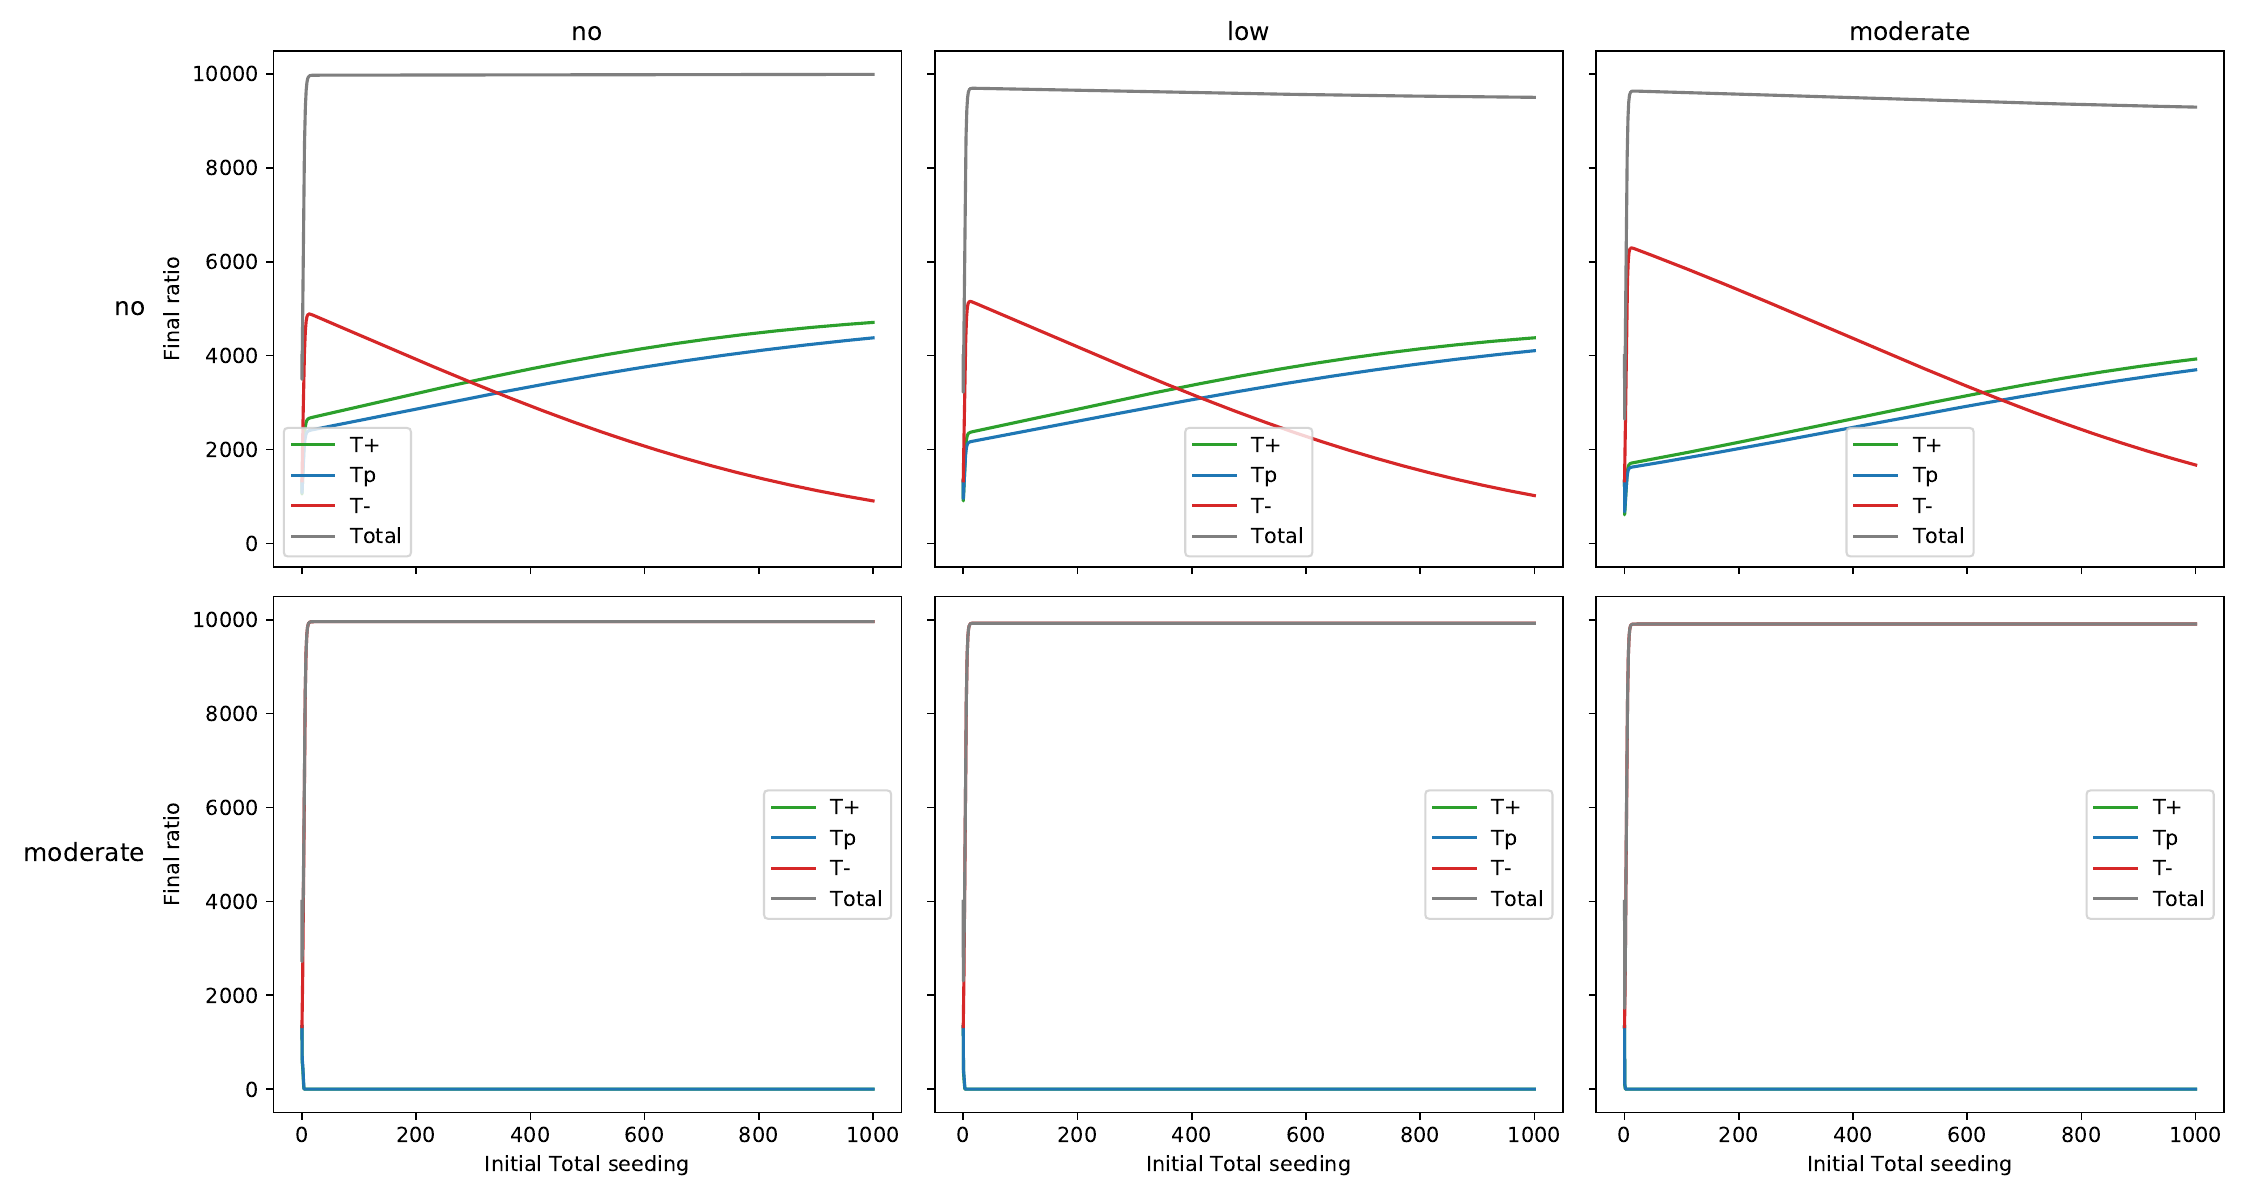 no low moderate
10000
8000
6000
4000
2000
0
Final ratio
no
T+
Tp
T-
Total
T+
Tp
T-
Total
T+
Tp
T-
Total
10000
8000
6000
4000
2000
0
Final ratio
moderate
T+
Tp
T-
Total
T+
Tp
T-
Total
T+
Tp
T-
Total
0 200 400 600 800 1000
0 200 400 600 800 1000
0 200 400 600 800 1000
Initial Total seeding
Initial Total seeding
Initial Total seeding